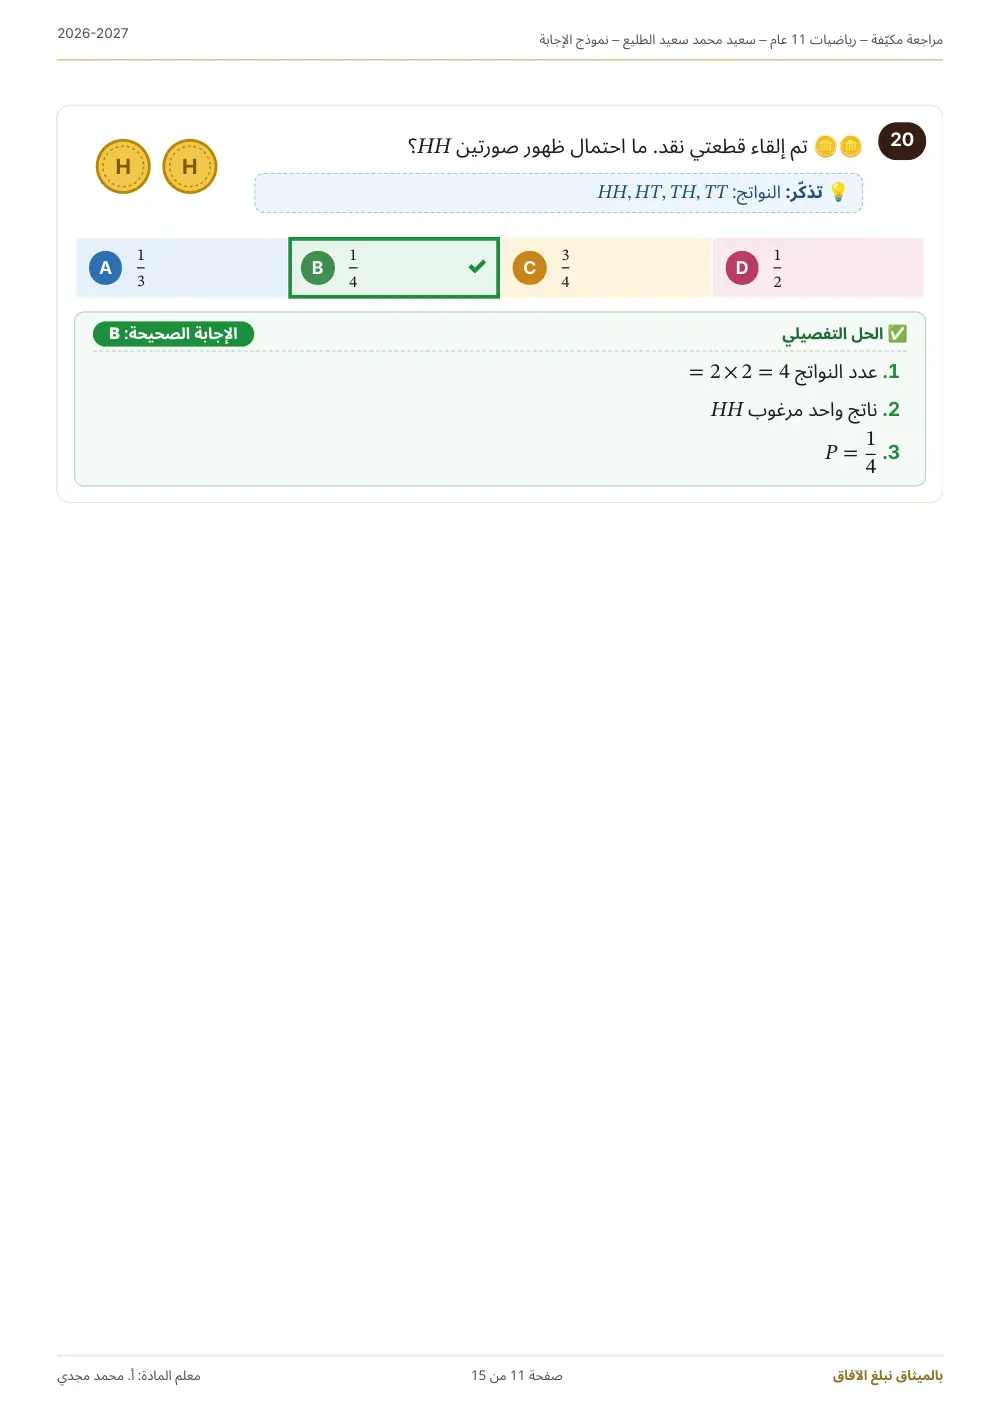 مراجعة مكيّفة – رياضيات 11 عام – سعيد محمد سعيد الطليع – نموذج الإجابة
2026-2027
20
تم إلقاء قطعتي نقد. ما احتمال ظهور صورتين HH؟
H H
💡 تذكّر: النواتج: HH, HT, TH, TT
A 1/3
B 1/4 ✔
C 3/4
D 1/2
✅ الحل التفصيلي
الإجابة الصحيحة: B
1. عدد النواتج = 2 × 2 = 4
2. ناتج واحد مرغوب HH
3. P = 1/4
بالميثاق نبلغ الآفاق
صفحة 11 من 15
معلم المادة: أ. محمد مجدي